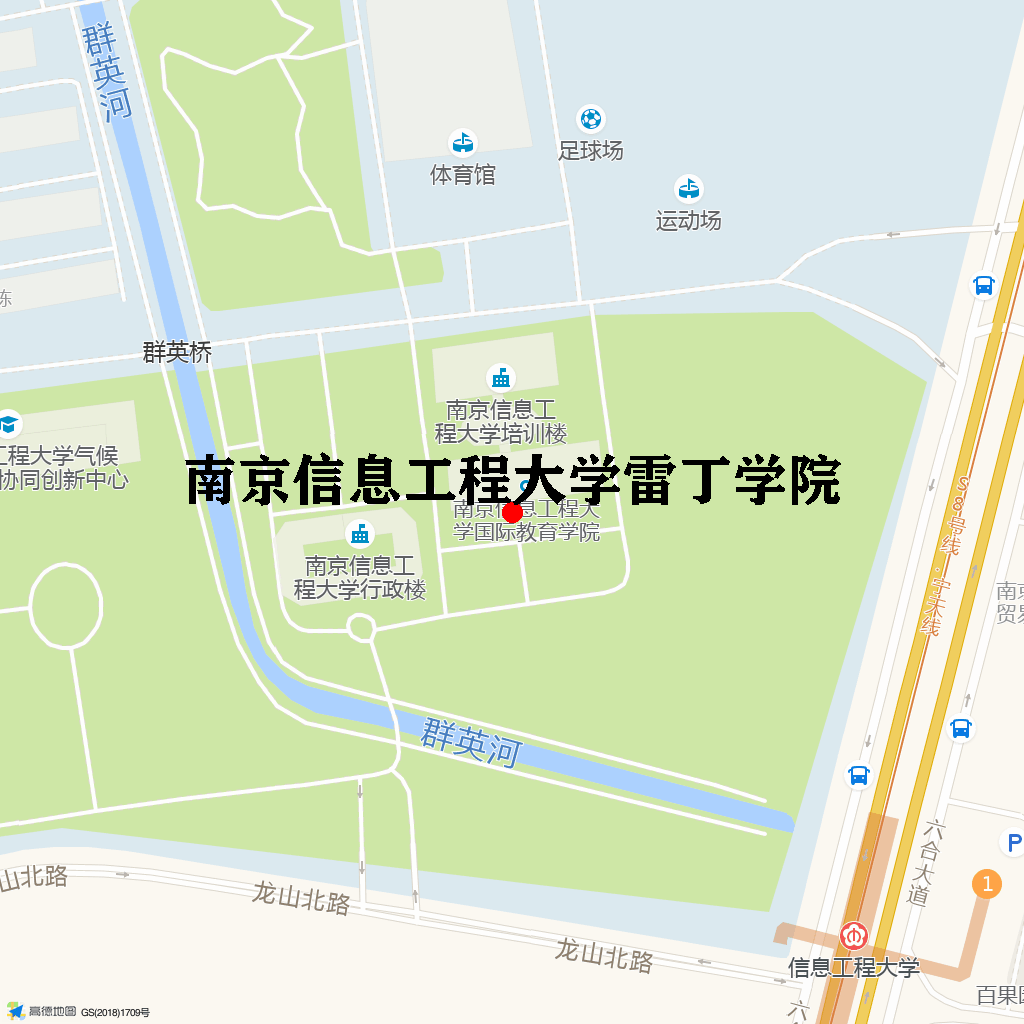 群英河
足球场
体育馆
运动场
栋
群英桥
南京信息工
程大学培训楼
工程大学气候
协同创新中心
南京信息工程大学雷丁学院
南京信息工程大
学国际教育学院
S8号线·宁天线
南京信息工
程大学行政楼
南京
贸易
群英河
六合大道
P
1
山北路
龙山北路
龙山北路
信息工程大学
百果园
六
高德地图 GS(2018)1709号